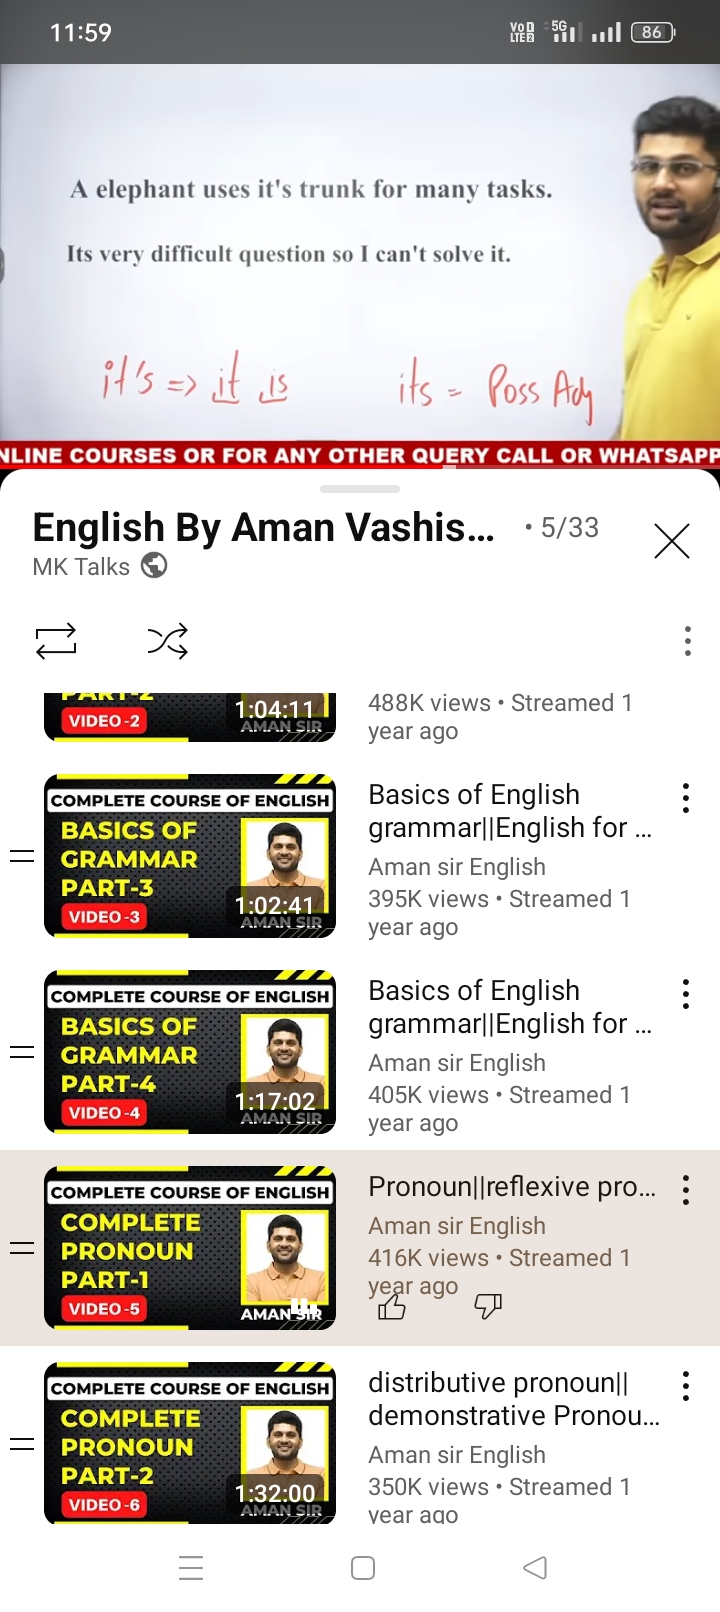 11:59
VoD LTE2 5G 86
A elephant uses it's trunk for many tasks.
Its very difficult question so I can't solve it.
it's => it is its = Poss Adj
NLINE COURSES OR FOR ANY OTHER QUERY CALL OR WHATSAPP
English By Aman Vashis... • 5/33
MK Talks
PART-2
VIDEO-2
1:04:11
AMAN SIR
488K views • Streamed 1
year ago
COMPLETE COURSE OF ENGLISH
BASICS OF
GRAMMAR
PART-3
VIDEO-3
1:02:41
AMAN SIR
Basics of English
grammar||English for ...
Aman sir English
395K views • Streamed 1
year ago
COMPLETE COURSE OF ENGLISH
BASICS OF
GRAMMAR
PART-4
VIDEO-4
1:17:02
AMAN SIR
Basics of English
grammar||English for ...
Aman sir English
405K views • Streamed 1
year ago
COMPLETE COURSE OF ENGLISH
COMPLETE
PRONOUN
PART-1
VIDEO-5
AMAN SIR
Pronoun||reflexive pro...
Aman sir English
416K views • Streamed 1
year ago
COMPLETE COURSE OF ENGLISH
COMPLETE
PRONOUN
PART-2
VIDEO-6
1:32:00
AMAN SIR
distributive pronoun||
demonstrative Pronou...
Aman sir English
350K views • Streamed 1
year ago